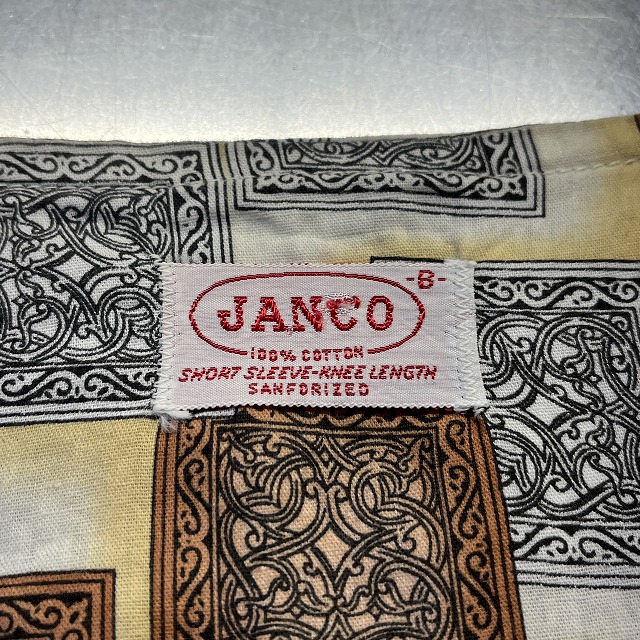 -B-
JANCO
100% COTTON
SHORT SLEEVE-KNEE LENGTH
SANFORIZED